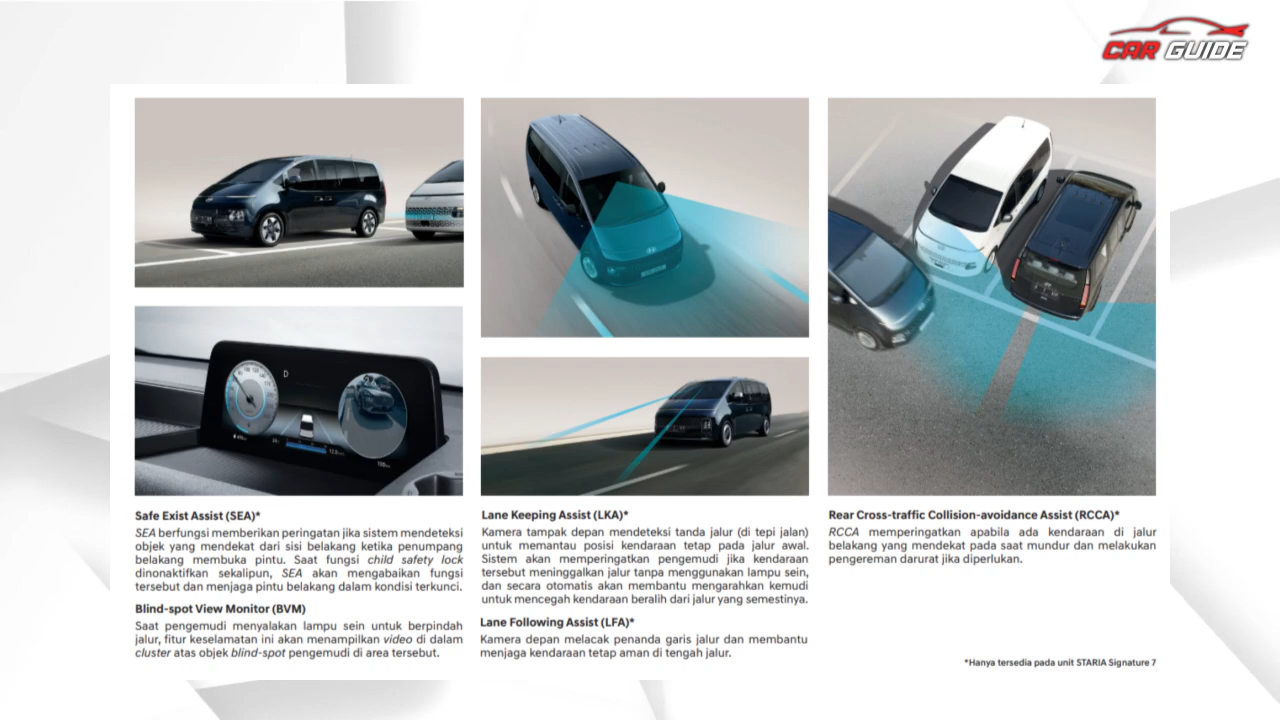 CAR GUIDE
Safe Exist Assist (SEA)*
SEA berfungsi memberikan peringatan jika sistem mendeteksi
objek yang mendekat dari sisi belakang ketika penumpang
belakang membuka pintu. Saat fungsi child safety lock
dinonaktifkan sekalipun, SEA akan mengabaikan fungsi
tersebut dan menjaga pintu belakang dalam kondisi terkunci.
Blind-spot View Monitor (BVM)
Saat pengemudi menyalakan lampu sein untuk berpindah
jalur, fitur keselamatan ini akan menampilkan video di dalam
cluster atas objek blind-spot pengemudi di area tersebut.
Lane Keeping Assist (LKA)*
Kamera tampak depan mendeteksi tanda jalur (di tepi jalan)
untuk memantau posisi kendaraan tetap pada jalur awal.
Sistem akan memperingatkan pengemudi jika kendaraan
tersebut meninggalkan jalur tanpa menggunakan lampu sein,
dan secara otomatis akan membantu mengarahkan kemudi
untuk mencegah kendaraan beralih dari jalur yang semestinya.
Lane Following Assist (LFA)*
Kamera depan melacak penanda garis jalur dan membantu
menjaga kendaraan tetap aman di tengah jalur.
Rear Cross-traffic Collision-avoidance Assist (RCCA)*
RCCA memperingatkan apabila ada kendaraan di jalur
belakang yang mendekat pada saat mundur dan melakukan
pengereman darurat jika diperlukan.
*Hanya tersedia pada unit STARIA Signature 7
D